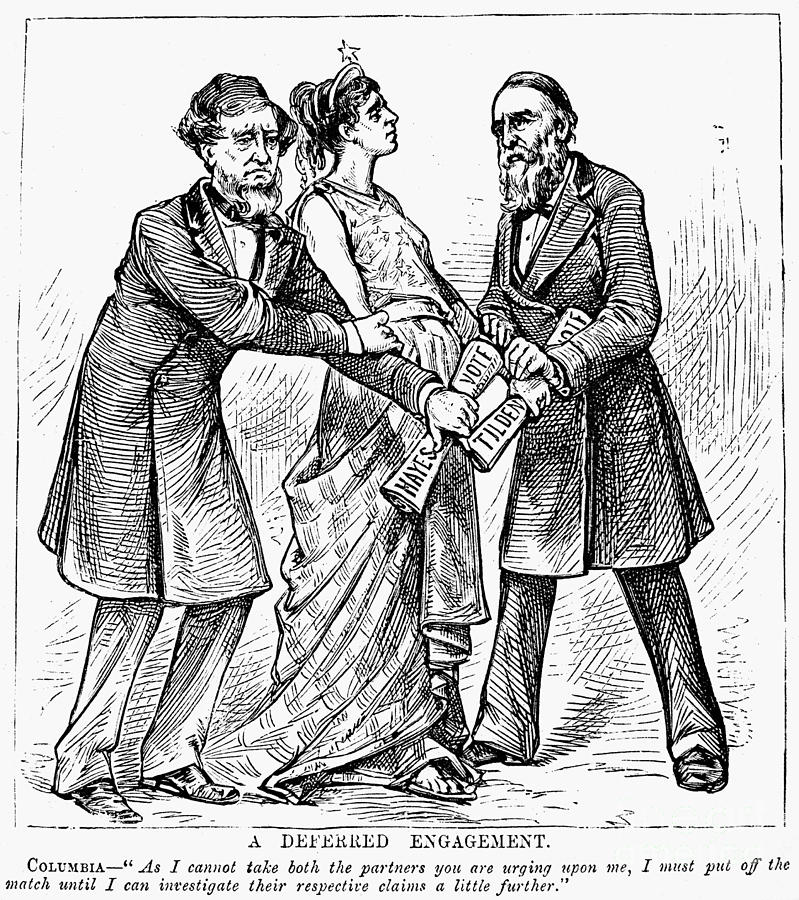 VOTE
OTE
TILDEN
HAYES
A DEFERRED ENGAGEMENT.
COLUMBIA—“As I cannot take both the partners you are urging upon me, I must put off the
match until I can investigate their respective claims a little further.”